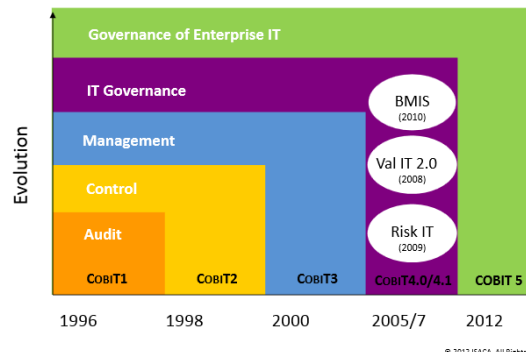 Governance of Enterprise IT
IT Governance
BMIS
(2010)
Management
Val IT 2.0
(2008)
Control
Audit
Risk IT
(2009)
Evolution
COBIT1
COBIT2
COBIT3
COBIT4.0/4.1
COBIT 5
1996
1998
2000
2005/7
2012
© 2012 ISACA. All Rights